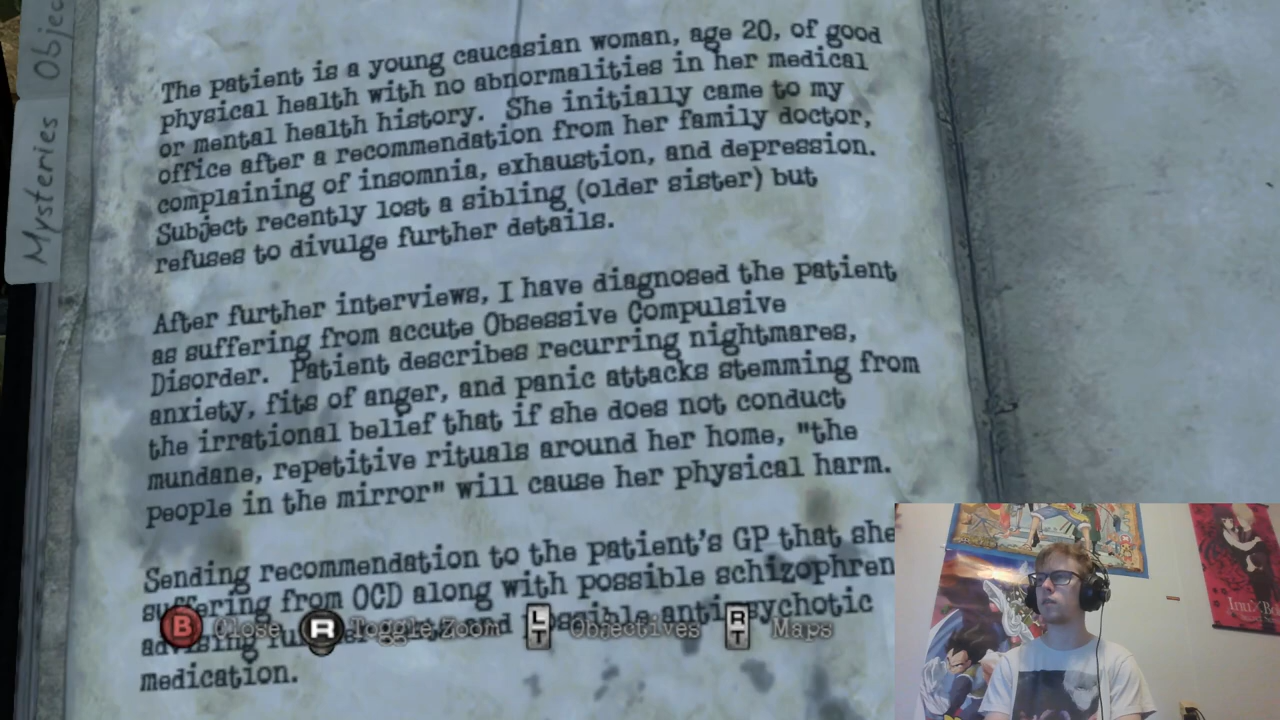 Mysteries
The patient is a young caucasian woman, age 20, of good
physical health with no abnormalities in her medical
or mental health history. She initially came to my
office after a recommendation from her family doctor,
complaining of insomnia, exhaustion, and depression.
Subject recently lost a sibling (older sister) but
refuses to divulge further details.
After further interviews, I have diagnosed the patient
as suffering from accute Obsessive Compulsive
Disorder. Patient describes recurring nightmares,
anxiety, fits of anger, and panic attacks stemming from
the irrational belief that if she does not conduct
mundane, repetitive rituals around her home, "the
people in the mirror" will cause her physical harm.
Sending recommendation to the patient's GP that she
suffering from OCD along with possible schizophren
and possible antipsychotic
medication.
B Close R Toggle Zoom LT Objectives RT Maps